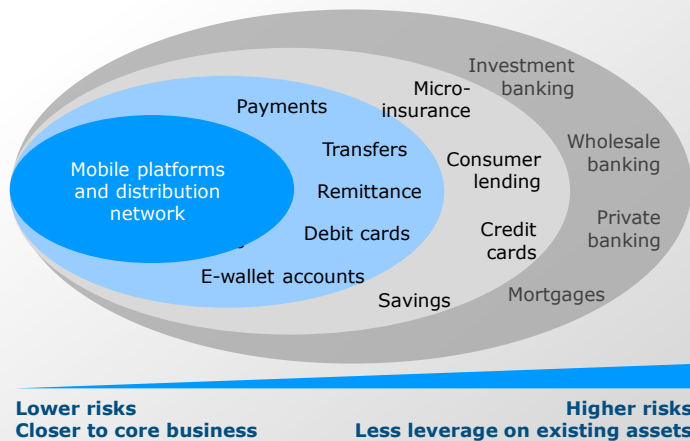 Investment
banking
Micro-
insurance
Payments
Wholesale
banking
Transfers
Consumer
lending
Mobile platforms
and distribution
network
Remittance
Private
banking
Debit cards
Credit
cards
E-wallet accounts
Savings
Mortgages
Lower risks
Closer to core business
Higher risks
Less leverage on existing assets